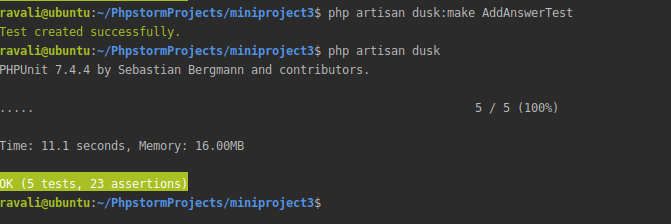 ravali@ubuntu:~/PhpstormProjects/miniproject3$ php artisan dusk:make AddAnswerTest
Test created successfully.
ravali@ubuntu:~/PhpstormProjects/miniproject3$ php artisan dusk
PHPUnit 7.4.4 by Sebastian Bergmann and contributors.
..... 5 / 5 (100%)
Time: 11.1 seconds, Memory: 16.00MB
OK (5 tests, 23 assertions)
ravali@ubuntu:~/PhpstormProjects/miniproject3$